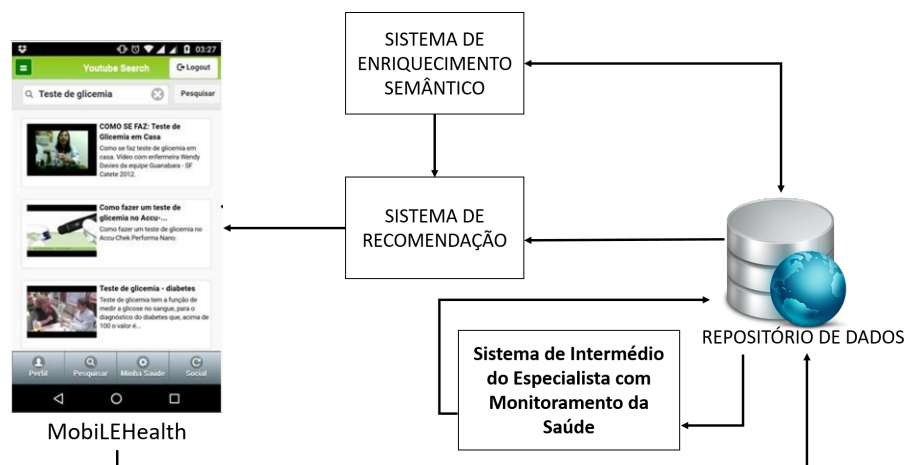 03:27
Youtube Search
Logout
Teste de glicemia
Pesquisar
COMO SE FAZ: Teste de
Glicemia em Casa
Como se faz teste de glicemia em
casa. Vídeo com enfermeira Wendy
Davies da equipe Guanabara - SF
Catete 2012.
Como fazer um teste de
glicemia no Accu-...
Como fazer um teste de glicemia no
Accu-Chek Performa Nano.
Teste de glicemia - diabetes
Teste de glicemia tem a função de
medir a glicose no sangue, para o
diagnóstico do diabetes que, acima de
100 o valor é...
Perfil
Pesquisar
Minha Saúde
Social
MobiLEHealth
SISTEMA DE
ENRIQUECIMENTO
SEMÂNTICO
SISTEMA DE
RECOMENDAÇÃO
REPOSITÓRIO DE DADOS
Sistema de Intermédio
do Especialista com
Monitoramento da
Saúde